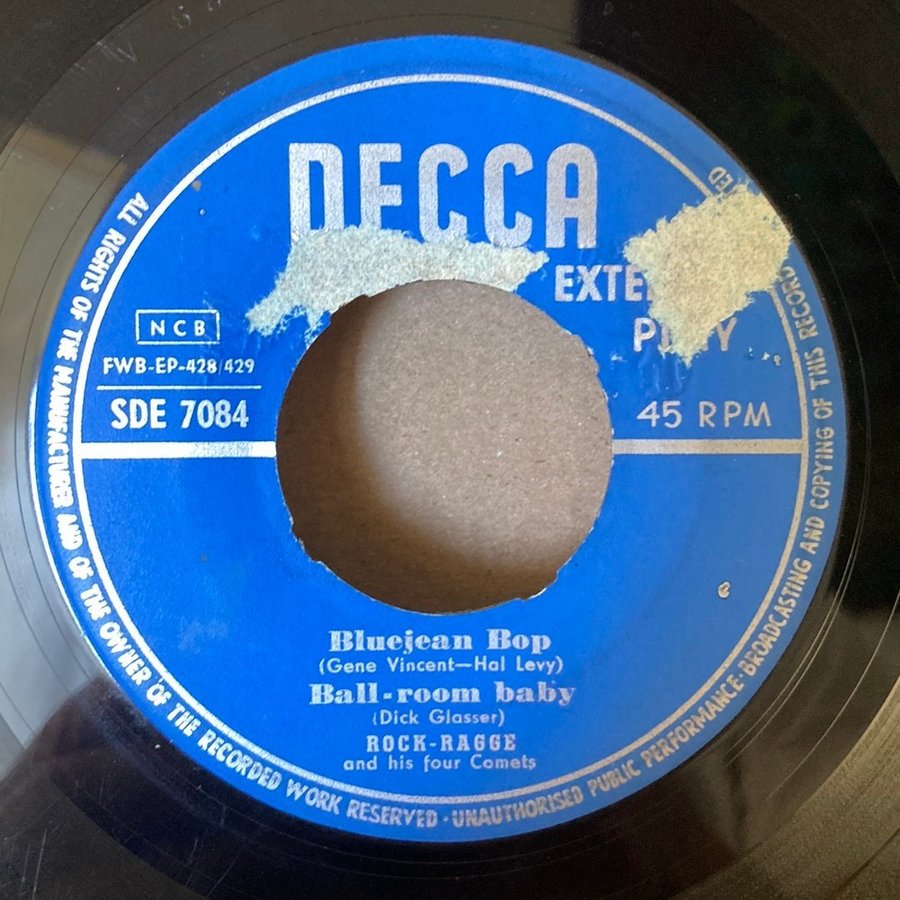 DECCA
NCB
FWB-EP-428/429
SDE 7084
45 RPM
Bluejean Bop
(Gene Vincent—Hal Levy)
Ball-room baby
(Dick Glasser)
ROCK-RAGGE
and his four Comets
ALL RIGHTS OF THE MANUFACTURER AND OF THE OWNER OF THE RECORDED WORK RESERVED · UNAUTHORISED PUBLIC PERFORMANCE · BROADCASTING AND COPYING OF THIS RECORD